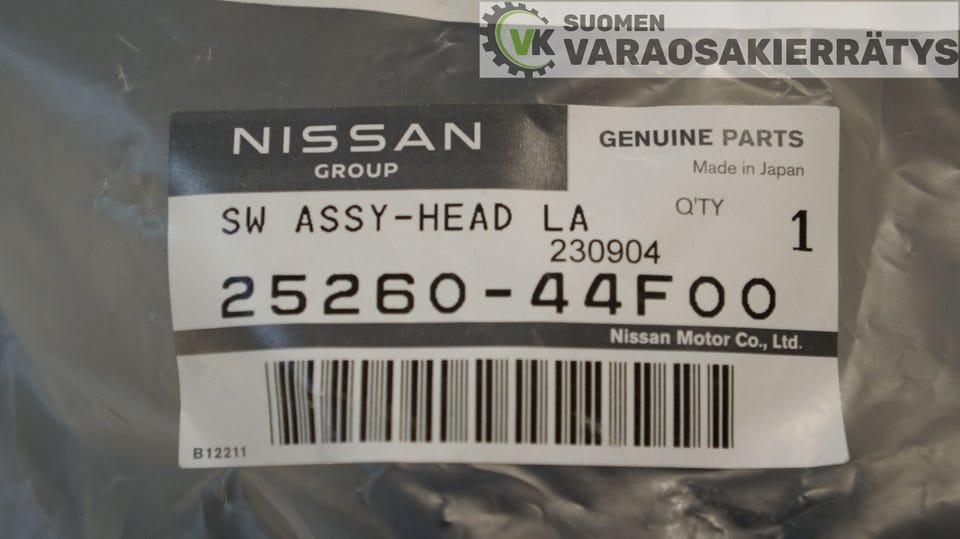 SUOMEN
VK VARAOSAKIERRÄTYS
NISSAN
GROUP
GENUINE PARTS
Made in Japan
SW ASSY-HEAD LA
Q'TY 1
230904
25260-44F00
Nissan Motor Co., Ltd.
B12211